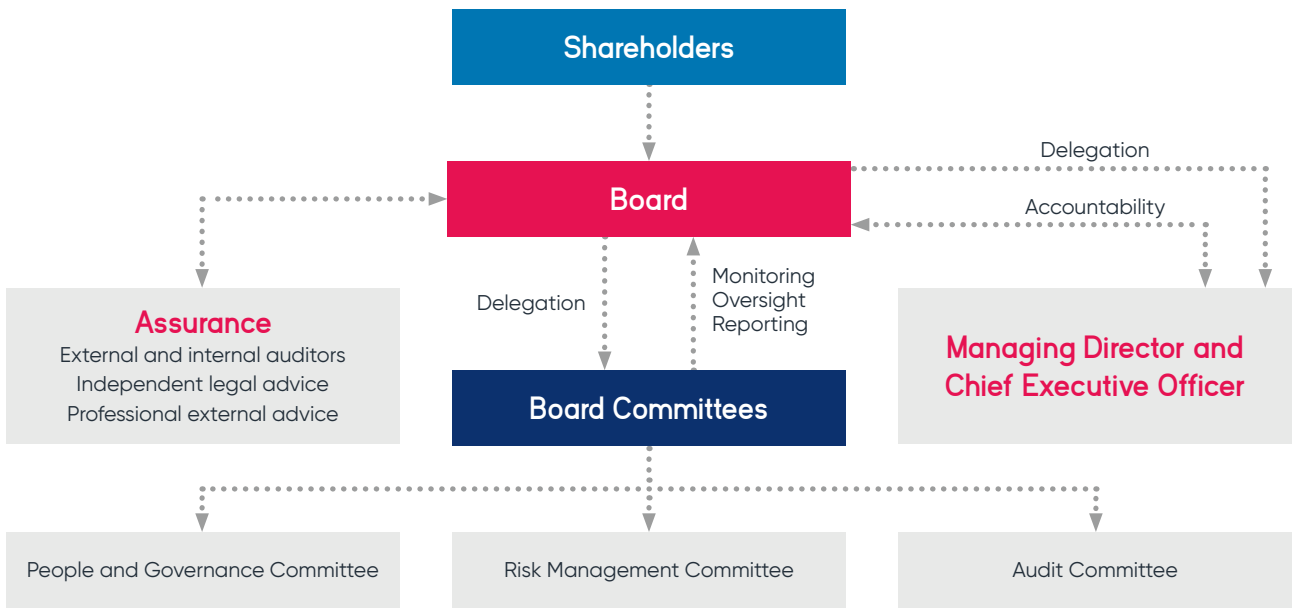 Shareholders
Delegation
Board
Accountability
Delegation
Monitoring
Oversight
Reporting
Assurance
External and internal auditors
Independent legal advice
Professional external advice
Managing Director and
Chief Executive Officer
Board Committees
People and Governance Committee
Risk Management Committee
Audit Committee